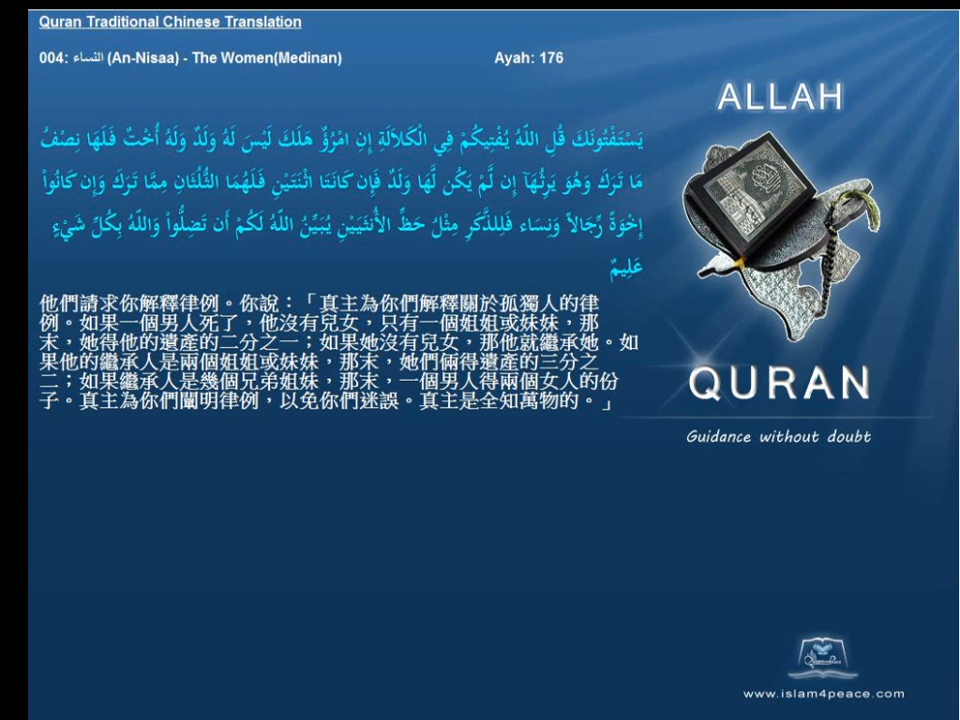 Quran Traditional Chinese Translation
004: النساء (An-Nisaa) - The Women(Medinan) Ayah: 176
ALLAH
يَسْتَفْتُونَكَ قُلِ اللّهُ يُفْتِيكُمْ فِي الْكَلاَلَةِ إِنِ امْرُؤٌ هَلَكَ لَيْسَ لَهُ وَلَدٌ وَلَهُ أُخْتٌ فَلَهَا نِصْفُ
مَا تَرَكَ وَهُوَ يَرِثُهَآ إِن لَّمْ يَكُن لَّهَا وَلَدٌ فَإِن كَانَتَا اثْنَتَيْنِ فَلَهُمَا الثُّلُثَانِ مِمَّا تَرَكَ وَإِن كَانُواْ
إِخْوَةً رِّجَالاً وَنِسَاء فَلِلذَّكَرِ مِثْلُ حَظِّ الأُنثَيَيْنِ يُبَيِّنُ اللّهُ لَكُمْ أَن تَضِلُّواْ وَاللّهُ بِكُلِّ شَيْءٍ
عَلِيمٌ
他們請求你解釋律例。你說：「真主為你們解釋關於孤獨人的律
例。如果一個男人死了，他沒有兒女，只有一個姐姐或妹妹，那
末，她得他的遺產的二分之一；如果她沒有兒女，那他就繼承她。如
果他的繼承人是兩個姐姐或妹妹，那末，她們倆得遺產的三分之
二；如果繼承人是幾個兄弟姐妹，那末，一個男人得兩個女人的份
子。真主為你們闡明律例，以免你們迷誤。真主是全知萬物的。」
QURAN
Guidance without doubt
www.islam4peace.com